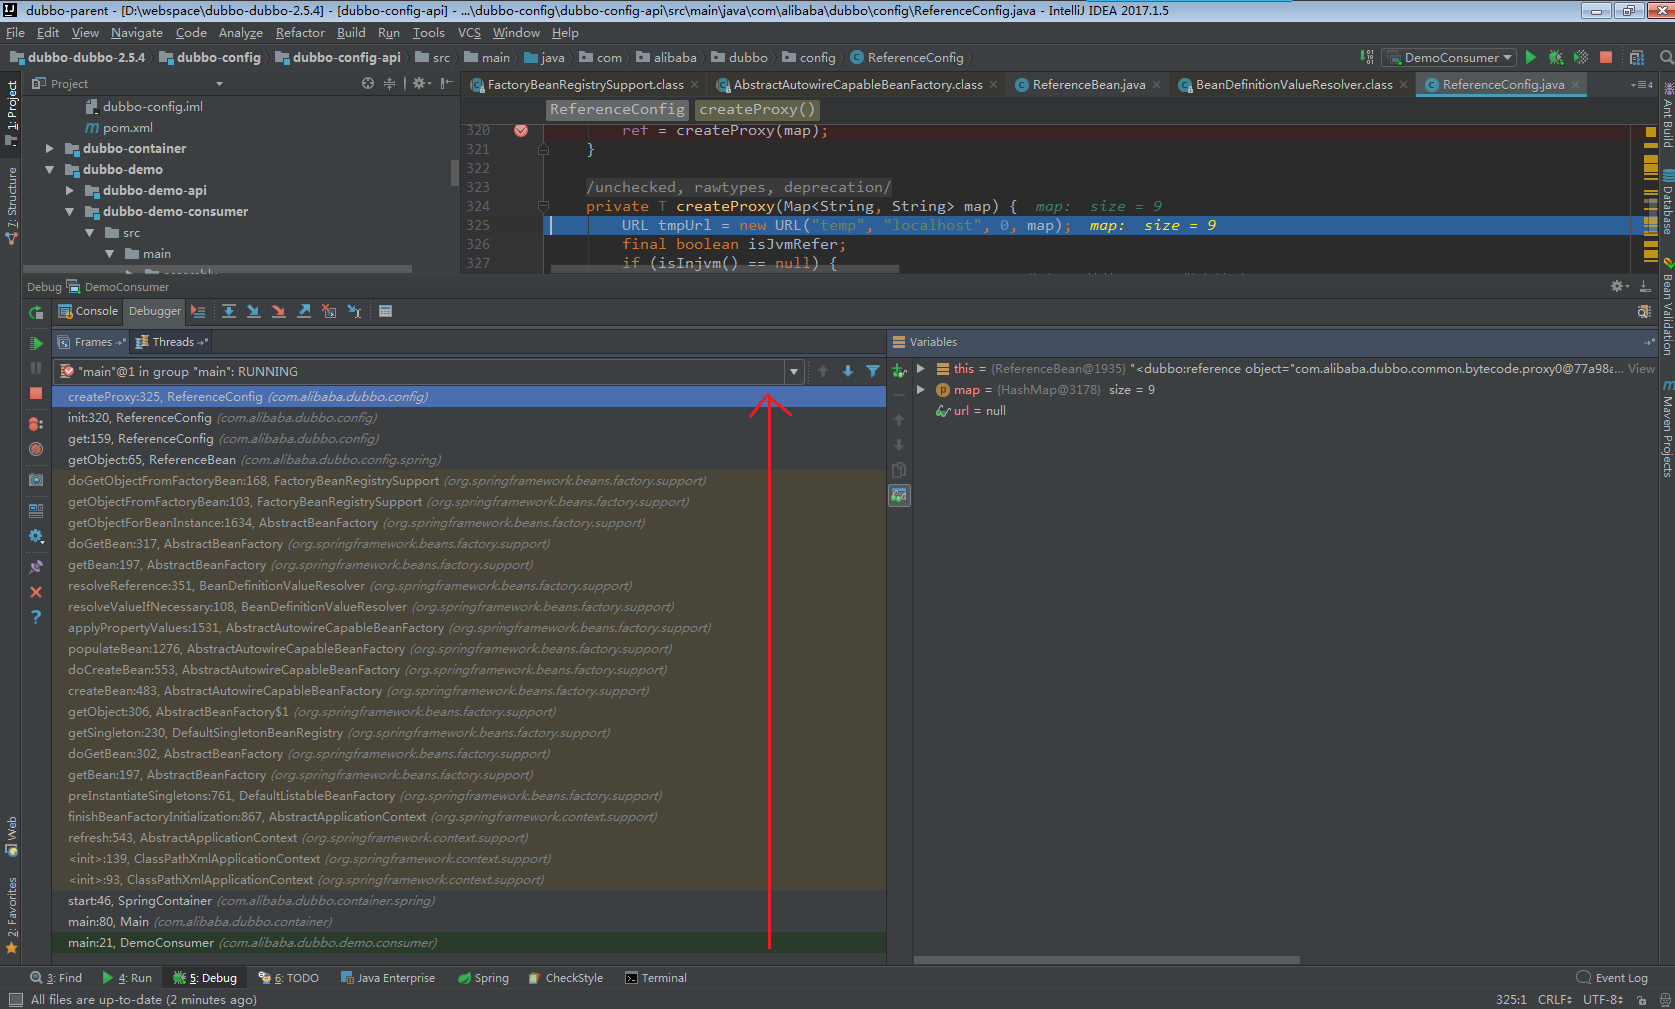 dubbo-parent - [D:\webspace\dubbo-dubbo-2.5.4] - [dubbo-config-api] - ...\dubbo-config\dubbo-config-api\src\main\java\com\alibaba\dubbo\config\ReferenceConfig.java - IntelliJ IDEA 2017.1.5
File Edit View Navigate Code Analyze Refactor Build Run Tools VCS Window Help
dubbo-dubbo-2.5.4 dubbo-config dubbo-config-api src main java com alibaba dubbo config ReferenceConfig DemoConsumer
Project FactoryBeanRegistrySupport.class AbstractAutowireCapableBeanFactory.class ReferenceBean.java BeanDefinitionValueResolver.class ReferenceConfig.java
1: Project
7: Structure
Web
2: Favorites
dubbo-config.iml
pom.xml
dubbo-container
dubbo-demo
dubbo-demo-api
dubbo-demo-consumer
src
main
ReferenceConfig createProxy()
320 ref = createProxy(map);
321 }
322
323 /unchecked, rawtypes, deprecation/
324 private T createProxy(Map<String, String> map) { map: size = 9
325 URL tmpUrl = new URL("temp", "localhost", 0, map); map: size = 9
326 final boolean isJvmRefer;
327 if (isInjvm() == null) {
Ant Build
Database
Bean Validation
Maven Projects
Debug DemoConsumer
Console Debugger
Frames Threads
"main"@1 in group "main": RUNNING
createProxy:325, ReferenceConfig (com.alibaba.dubbo.config)
init:320, ReferenceConfig (com.alibaba.dubbo.config)
get:159, ReferenceConfig (com.alibaba.dubbo.config)
getObject:65, ReferenceBean (com.alibaba.dubbo.config.spring)
doGetObjectFromFactoryBean:168, FactoryBeanRegistrySupport (org.springframework.beans.factory.support)
getObjectFromFactoryBean:103, FactoryBeanRegistrySupport (org.springframework.beans.factory.support)
getObjectForBeanInstance:1634, AbstractBeanFactory (org.springframework.beans.factory.support)
doGetBean:317, AbstractBeanFactory (org.springframework.beans.factory.support)
getBean:197, AbstractBeanFactory (org.springframework.beans.factory.support)
resolveReference:351, BeanDefinitionValueResolver (org.springframework.beans.factory.support)
resolveValueIfNecessary:108, BeanDefinitionValueResolver (org.springframework.beans.factory.support)
applyPropertyValues:1531, AbstractAutowireCapableBeanFactory (org.springframework.beans.factory.support)
populateBean:1276, AbstractAutowireCapableBeanFactory (org.springframework.beans.factory.support)
doCreateBean:553, AbstractAutowireCapableBeanFactory (org.springframework.beans.factory.support)
createBean:483, AbstractAutowireCapableBeanFactory (org.springframework.beans.factory.support)
getObject:306, AbstractBeanFactory$1 (org.springframework.beans.factory.support)
getSingleton:230, DefaultSingletonBeanRegistry (org.springframework.beans.factory.support)
doGetBean:302, AbstractBeanFactory (org.springframework.beans.factory.support)
getBean:197, AbstractBeanFactory (org.springframework.beans.factory.support)
preInstantiateSingletons:761, DefaultListableBeanFactory (org.springframework.beans.factory.support)
finishBeanFactoryInitialization:867, AbstractApplicationContext (org.springframework.context.support)
refresh:543, AbstractApplicationContext (org.springframework.context.support)
<init>:139, ClassPathXmlApplicationContext (org.springframework.context.support)
<init>:93, ClassPathXmlApplicationContext (org.springframework.context.support)
start:46, SpringContainer (com.alibaba.dubbo.container.spring)
main:80, Main (com.alibaba.dubbo.container)
main:21, DemoConsumer (com.alibaba.dubbo.demo.consumer)
Variables
this = {ReferenceBean@1935} "<dubbo:reference object="com.alibaba.dubbo.common.bytecode.proxy0@77a98a... View
map = {HashMap@3178} size = 9
url = null
3: Find 4: Run 5: Debug 6: TODO Java Enterprise Spring CheckStyle Terminal Event Log
All files are up-to-date (2 minutes ago) 325:1 CRLF UTF-8